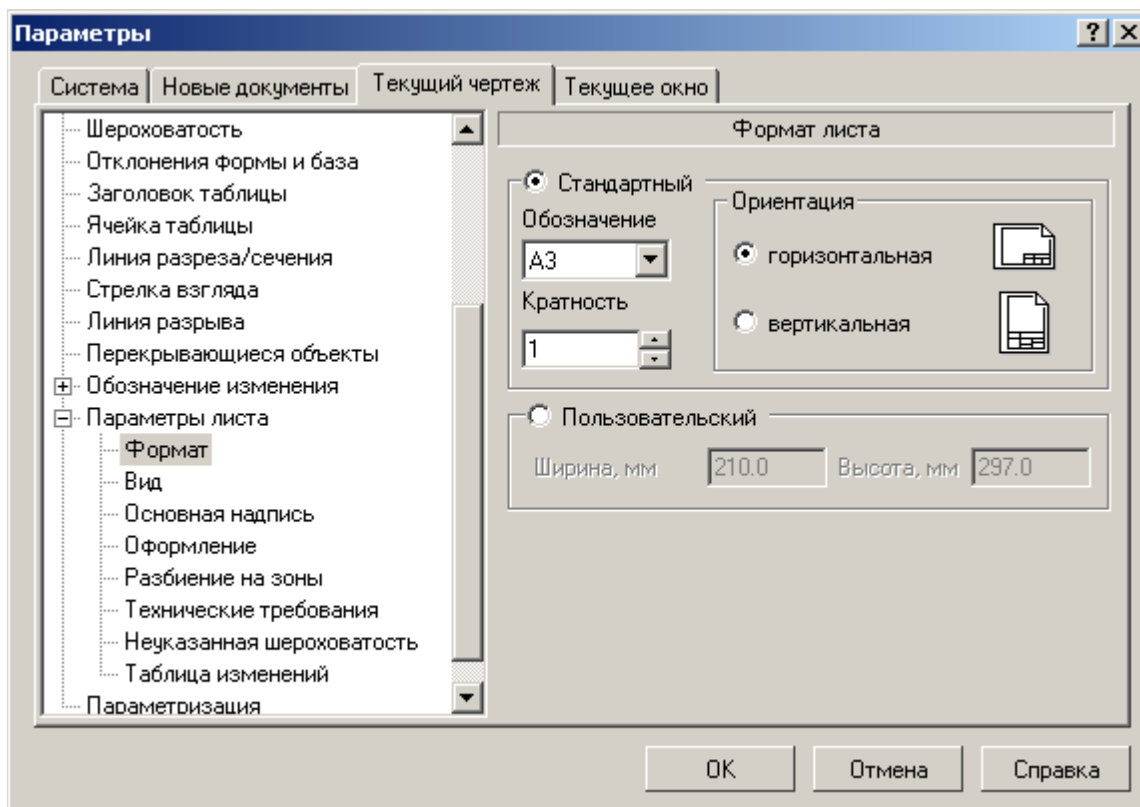 Параметры
Система Новые документы Текущий чертеж Текущее окно
Шероховатость
Отклонения формы и база
Заголовок таблицы
Ячейка таблицы
Линия разреза/сечения
Стрелка взгляда
Линия разрыва
Перекрывающиеся объекты
Обозначение изменения
Параметры листа
Формат
Вид
Основная надпись
Оформление
Разбиение на зоны
Технические требования
Неуказанная шероховатость
Таблица изменений
Параметризация
Формат листа
Стандартный
Обозначение
А3
Кратность
1
Ориентация
горизонтальная
вертикальная
Пользовательский
Ширина, мм 210.0 Высота, мм 297.0
OK Отмена Справка